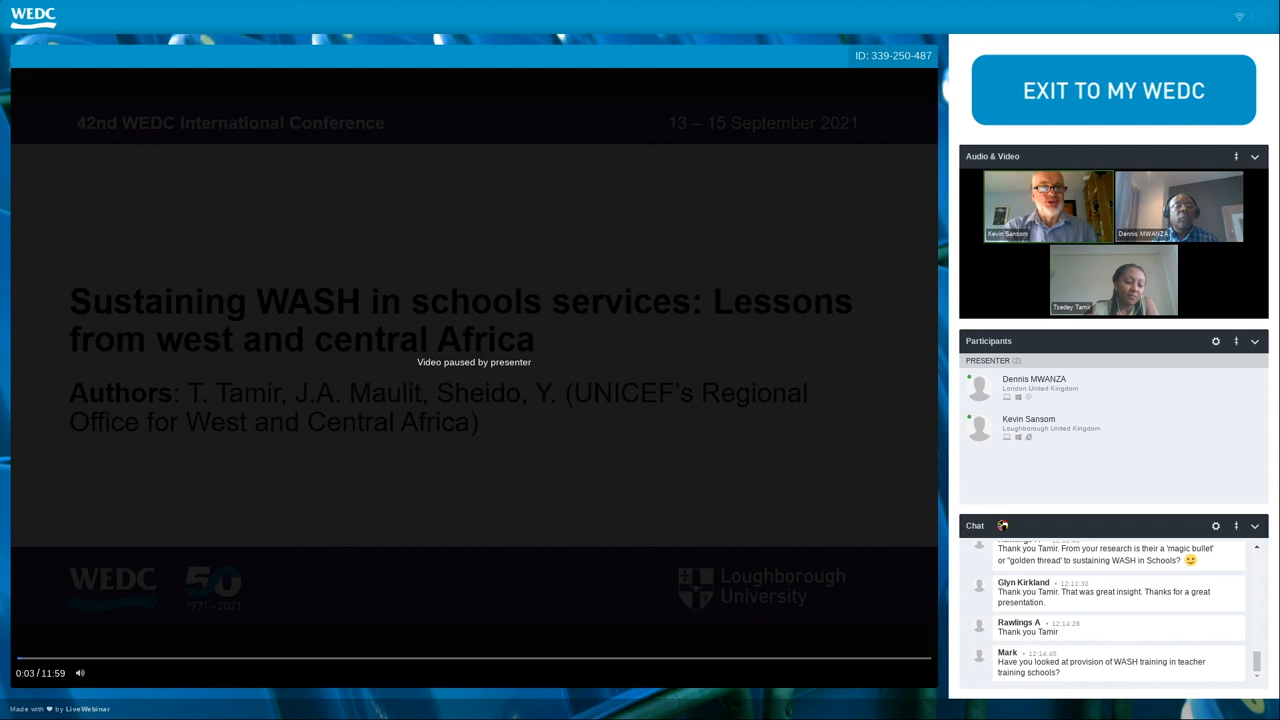 WEDC
ID: 339-250-487
42nd WEDC International Conference
13 – 15 September 2021
Sustaining WASH in schools services: Lessons
from west and central Africa
Video paused by presenter
Authors: T. Tamir, J.A. Maulit, Sheido, Y. (UNICEF's Regional
Office for West and Central Africa)
WEDC
50
1971 – 2021
Loughborough
University
0:03 / 11:59
Made with ❤ by LiveWebinar
EXIT TO MY WEDC
Audio & Video
Kevin Sansom
Dennis MWANZA
Tsedey Tamir
Participants
PRESENTER (2)
Dennis MWANZA
London United Kingdom
Kevin Sansom
Loughborough United Kingdom
Chat
Thank you Tamir. From your research is their a 'magic bullet'
or "golden thread' to sustaining WASH in Schools? 🙂
Glyn Kirkland • 12:11:30
Thank you Tamir. That was great insight. Thanks for a great
presentation.
Rawlings A • 12:14:28
Thank you Tamir
Mark • 12:14:40
Have you looked at provision of WASH training in teacher
training schools?